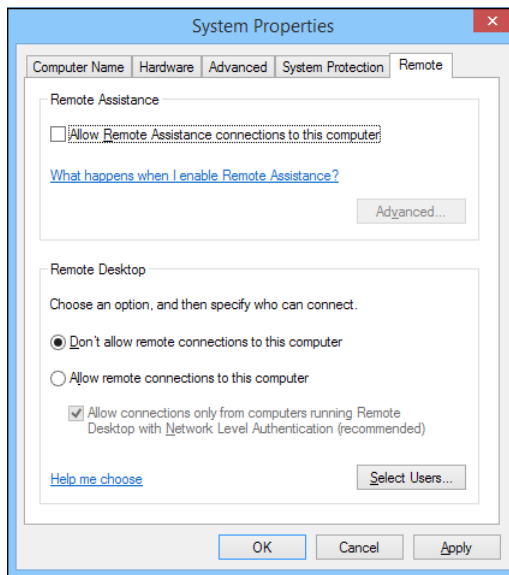 System Properties
Computer Name
Hardware
Advanced
System Protection
Remote
Remote Assistance
Allow Remote Assistance connections to this computer
What happens when I enable Remote Assistance?
Advanced...
Remote Desktop
Choose an option, and then specify who can connect.
Don't allow remote connections to this computer
Allow remote connections to this computer
Allow connections only from computers running Remote
Desktop with Network Level Authentication (recommended)
Help me choose
Select Users...
OK
Cancel
Apply